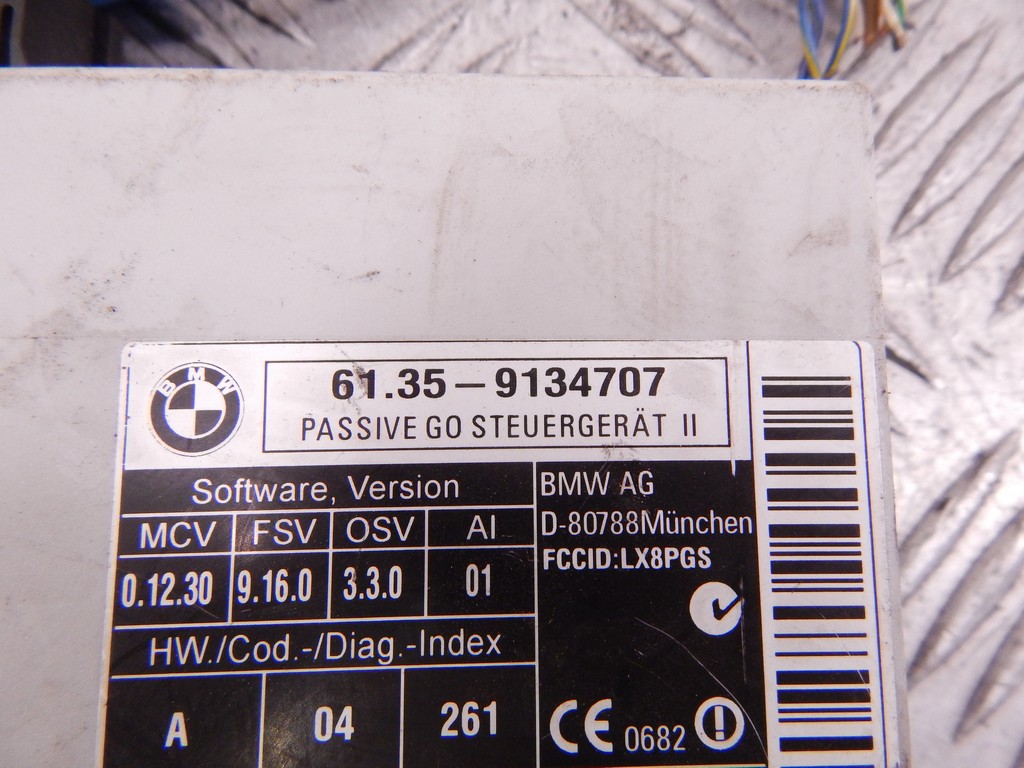 BMW
61.35-9134707
PASSIVE GO STEUERGERÄT II
Software, Version
MCV FSV OSV AI
0.12.30 9.16.0 3.3.0 01
HW./Cod.-/Diag.-Index
A 04 261
BMW AG
D-80788München
FCCID:LX8PGS
CE 0682